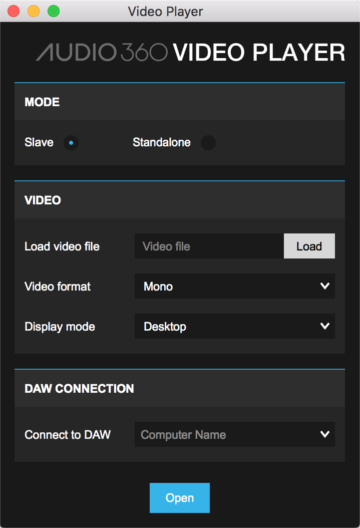 Video Player
AUDIO360 VIDEO PLAYER
MODE
Slave Standalone
VIDEO
Load video file Video file Load
Video format Mono
Display mode Desktop
DAW CONNECTION
Connect to DAW Computer Name
Open